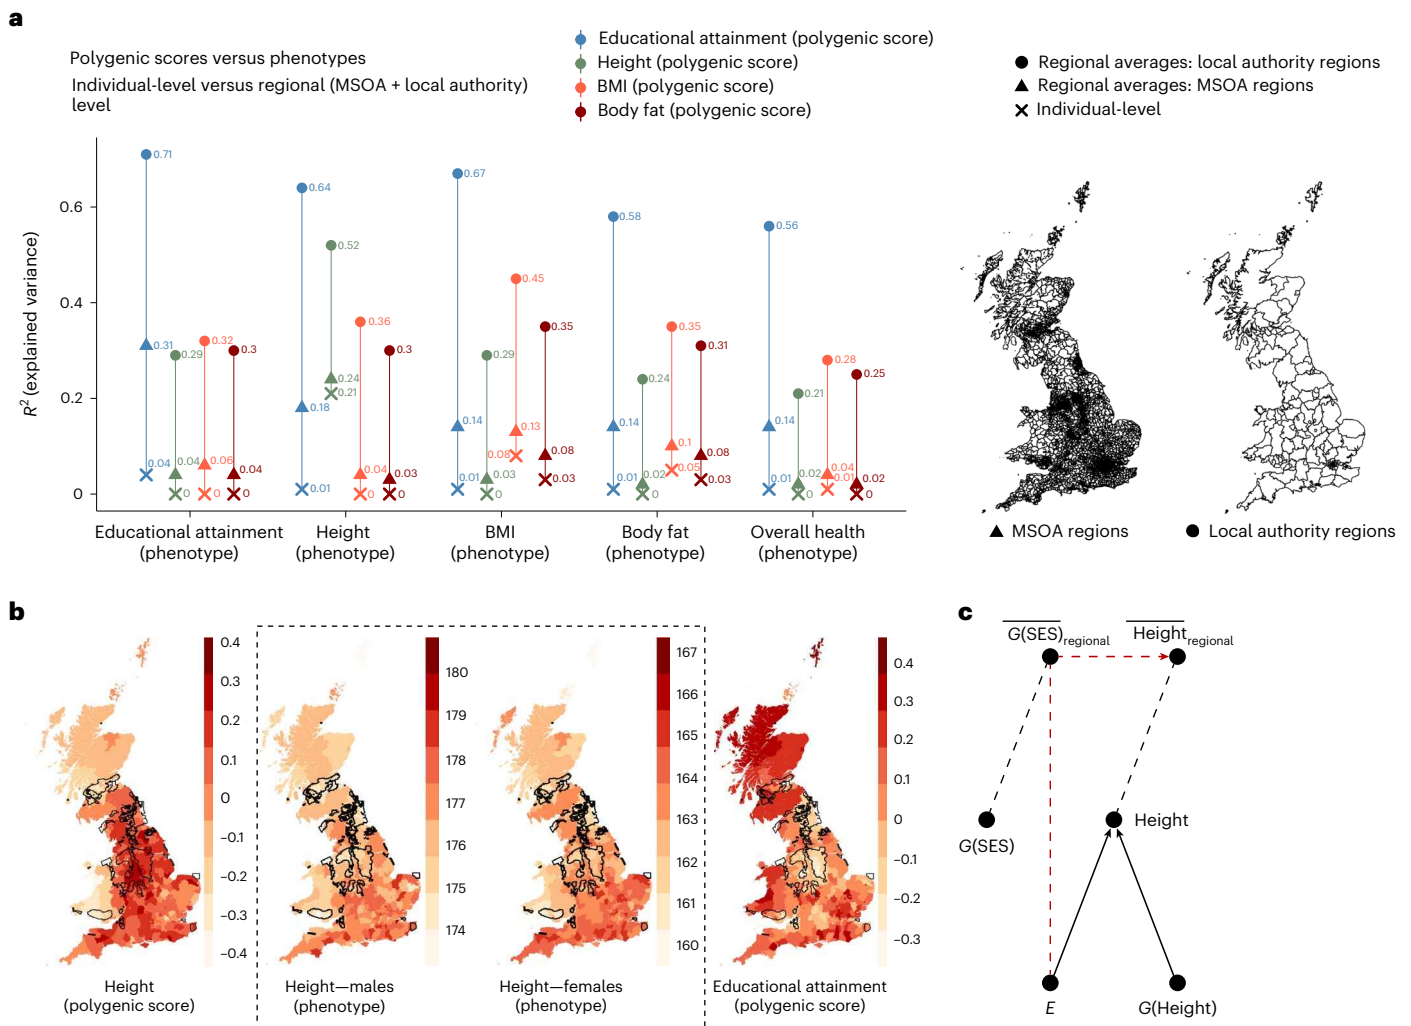 a
Polygenic scores versus phenotypes
Individual-level versus regional (MSOA + local authority)
level
Educational attainment (polygenic score)
Height (polygenic score)
BMI (polygenic score)
Body fat (polygenic score)
Regional averages: local authority regions
Regional averages: MSOA regions
Individual-level
R² (explained variance)
0.6
0.4
0.2
0
0.71
0.31
0.04
0.29
0.04
0
0.32
0.06
0
0.3
0.04
0
0.64
0.18
0.01
0.52
0.24
0.21
0.36
0.04
0
0.3
0.03
0
0.67
0.14
0.01
0.29
0.03
0
0.45
0.13
0.08
0.35
0.08
0.03
0.58
0.14
0.01
0.24
0.02
0
0.35
0.1
0.05
0.31
0.08
0.03
0.56
0.14
0.01
0.21
0.02
0
0.28
0.04
0.01
0.25
0.02
0
Educational attainment
(phenotype)
Height
(phenotype)
BMI
(phenotype)
Body fat
(phenotype)
Overall health
(phenotype)
MSOA regions
Local authority regions
b
0.4
0.3
0.2
0.1
0
–0.1
–0.2
–0.3
–0.4
Height
(polygenic score)
180
179
178
177
176
175
174
Height—males
(phenotype)
167
166
165
164
163
162
161
160
Height—females
(phenotype)
0.4
0.3
0.2
0.1
0
–0.1
–0.2
–0.3
Educational attainment
(polygenic score)
c
G(SES)regional
Heightregional
G(SES)
Height
E
G(Height)